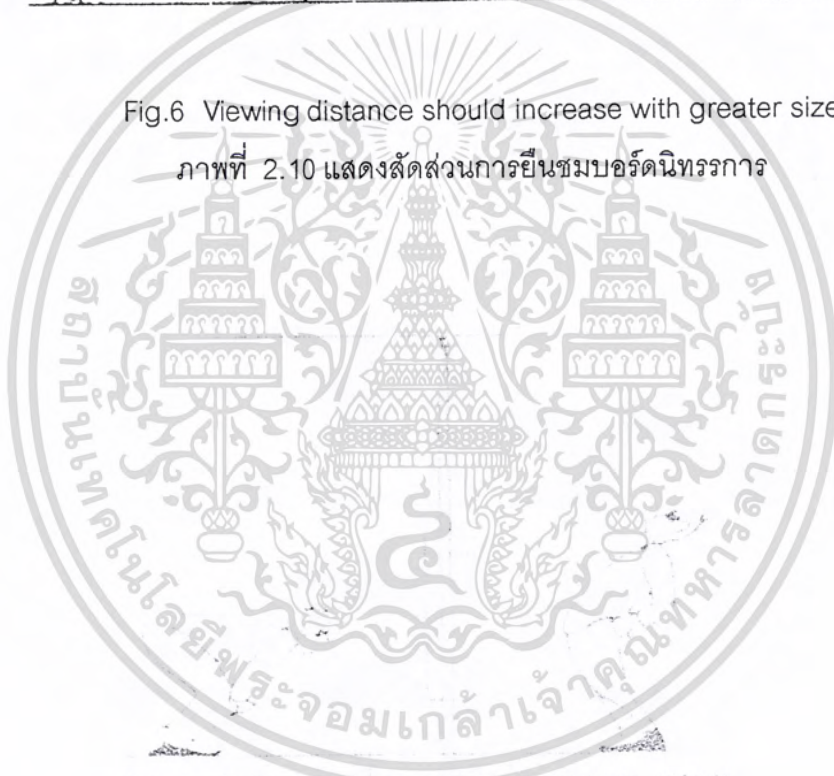 Fig.6 Viewing distance should increase with greater size
ภาพที่ 2.10 แสดงสัดส่วนการยืนชมบอร์ดนิทรรศการ
สถาบันเทคโนโลยีพระจอมเกล้าเจ้าคุณทหารลาดกระบัง
๔